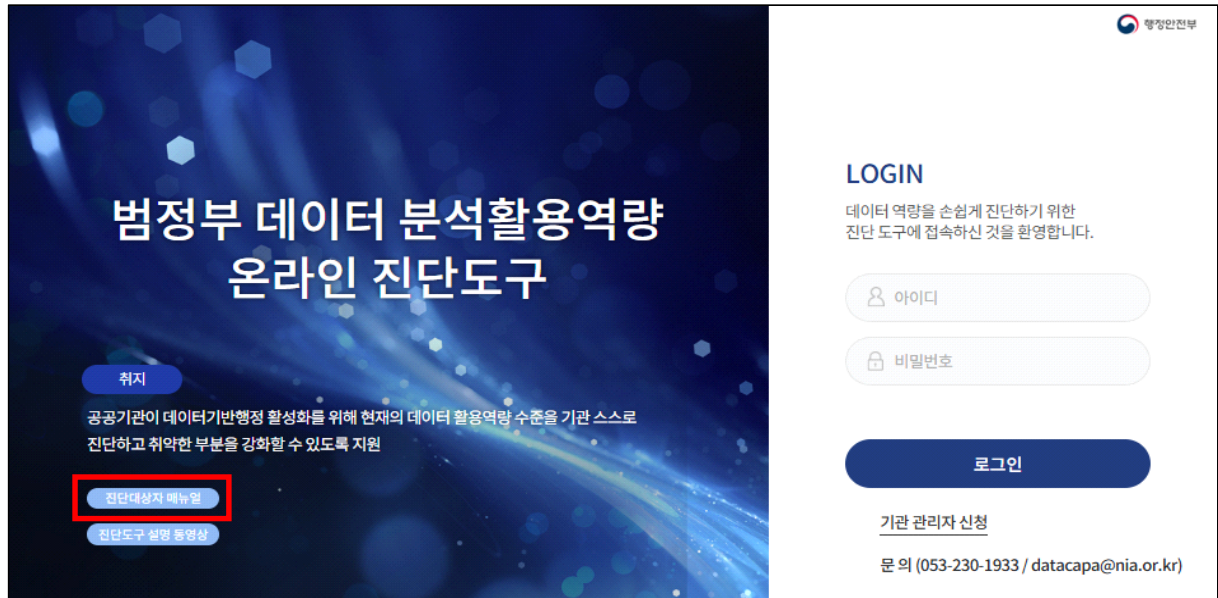 행정안전부
범정부 데이터 분석활용역량
온라인 진단도구
취지
공공기관이 데이터기반행정 활성화를 위해 현재의 데이터 활용역량 수준을 기관 스스로
진단하고 취약한 부분을 강화할 수 있도록 지원
진단대상자 매뉴얼
진단도구 설명 동영상
LOGIN
데이터 역량을 손쉽게 진단하기 위한
진단 도구에 접속하신 것을 환영합니다.
아이디
비밀번호
로그인
기관 관리자 신청
문 의 (053-230-1933 / datacapa@nia.or.kr)